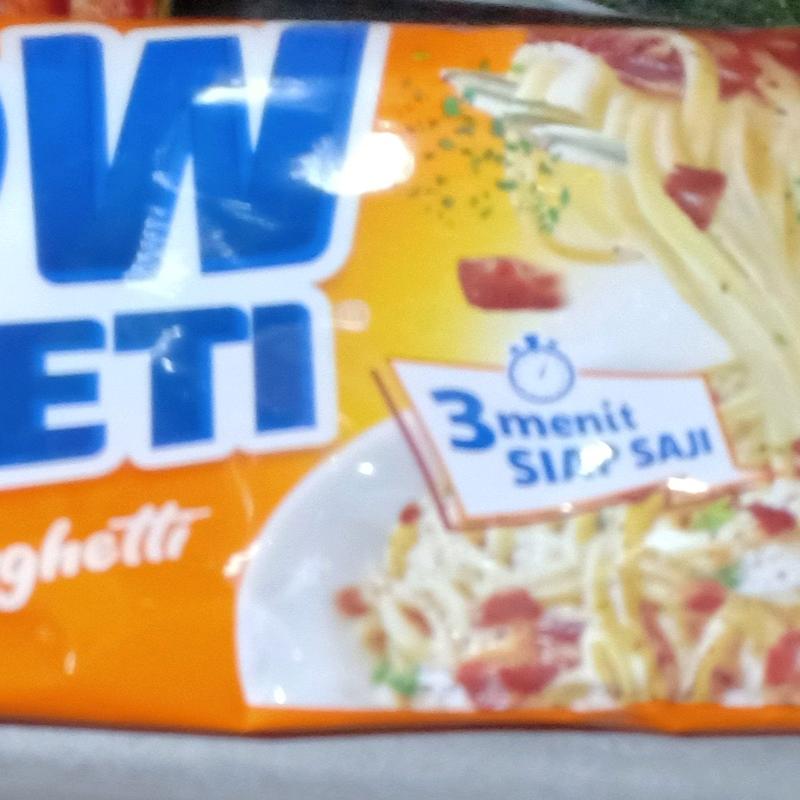 OW
ETI
ghetti
3 menit
SIAP SAJI